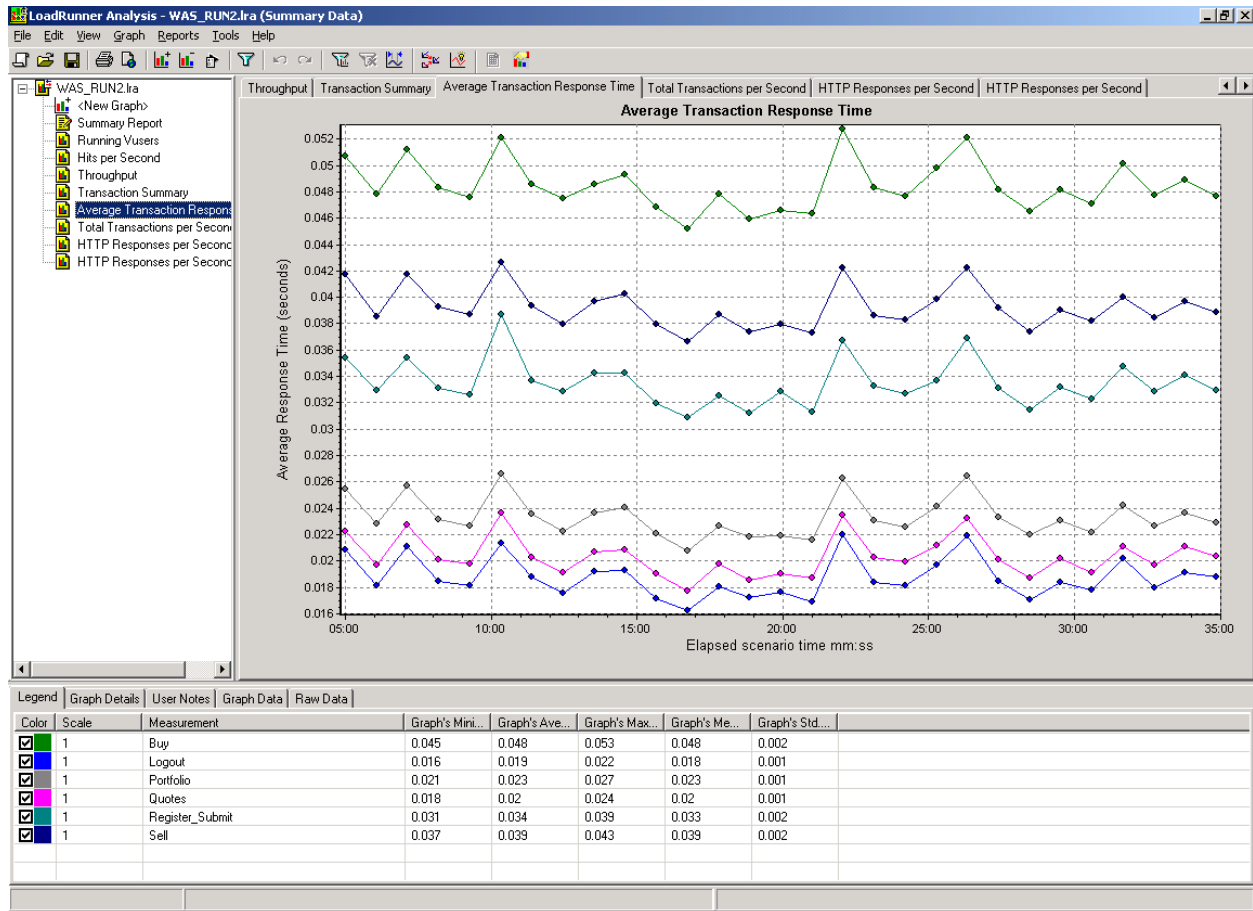 LoadRunner Analysis - WAS_RUN2.lra (Summary Data)
File Edit View Graph Reports Tools Help
WAS_RUN2.lra
<New Graph>
Summary Report
Running Vusers
Hits per Second
Throughput
Transaction Summary
Average Transaction Respons
Total Transactions per Secon
HTTP Responses per Second
HTTP Responses per Second
Throughput Transaction Summary Average Transaction Response Time Total Transactions per Second HTTP Responses per Second HTTP Responses per Second
Average Transaction Response Time
Average Response Time (seconds)
0.052
0.05
0.048
0.046
0.044
0.042
0.04
0.038
0.036
0.034
0.032
0.03
0.028
0.026
0.024
0.022
0.02
0.018
0.016
05:00 10:00 15:00 20:00 25:00 30:00 35:00
Elapsed scenario time mm:ss
Legend Graph Details User Notes Graph Data Raw Data
Color Scale Measurement Graph's Mini... Graph's Ave... Graph's Max... Graph's Me... Graph's Std....
1 Buy 0.045 0.048 0.053 0.048 0.002
1 Logout 0.016 0.019 0.022 0.018 0.001
1 Portfolio 0.021 0.023 0.027 0.023 0.001
1 Quotes 0.018 0.02 0.024 0.02 0.001
1 Register_Submit 0.031 0.034 0.039 0.033 0.002
1 Sell 0.037 0.039 0.043 0.039 0.002